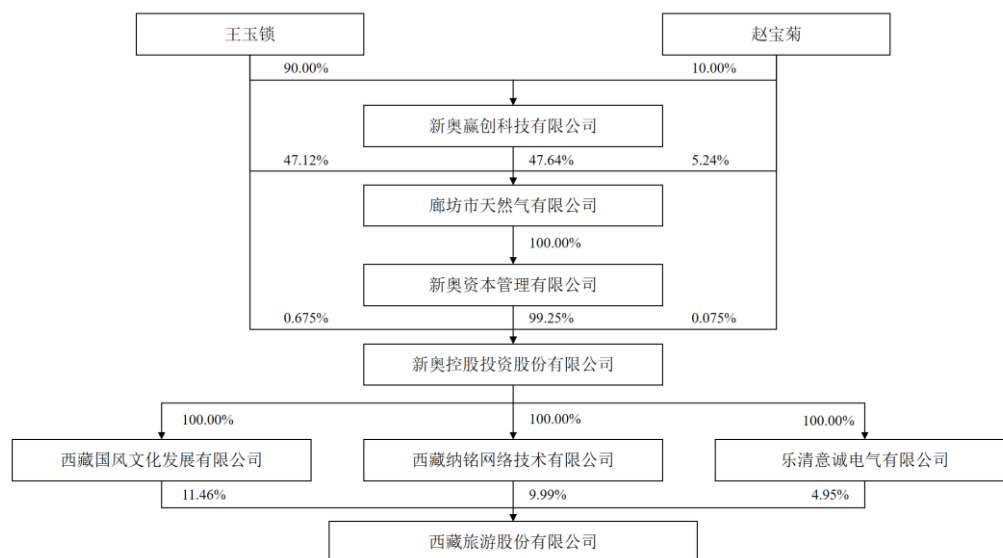 王玉锁
赵宝菊
90.00%
10.00%
新奥赢创科技有限公司
47.12%
47.64%
5.24%
廊坊市天然气有限公司
100.00%
新奥资本管理有限公司
0.675%
99.25%
0.075%
新奥控股投资股份有限公司
100.00%
100.00%
100.00%
西藏国风文化发展有限公司
西藏纳铭网络技术有限公司
乐清意诚电气有限公司
11.46%
9.99%
4.95%
西藏旅游股份有限公司